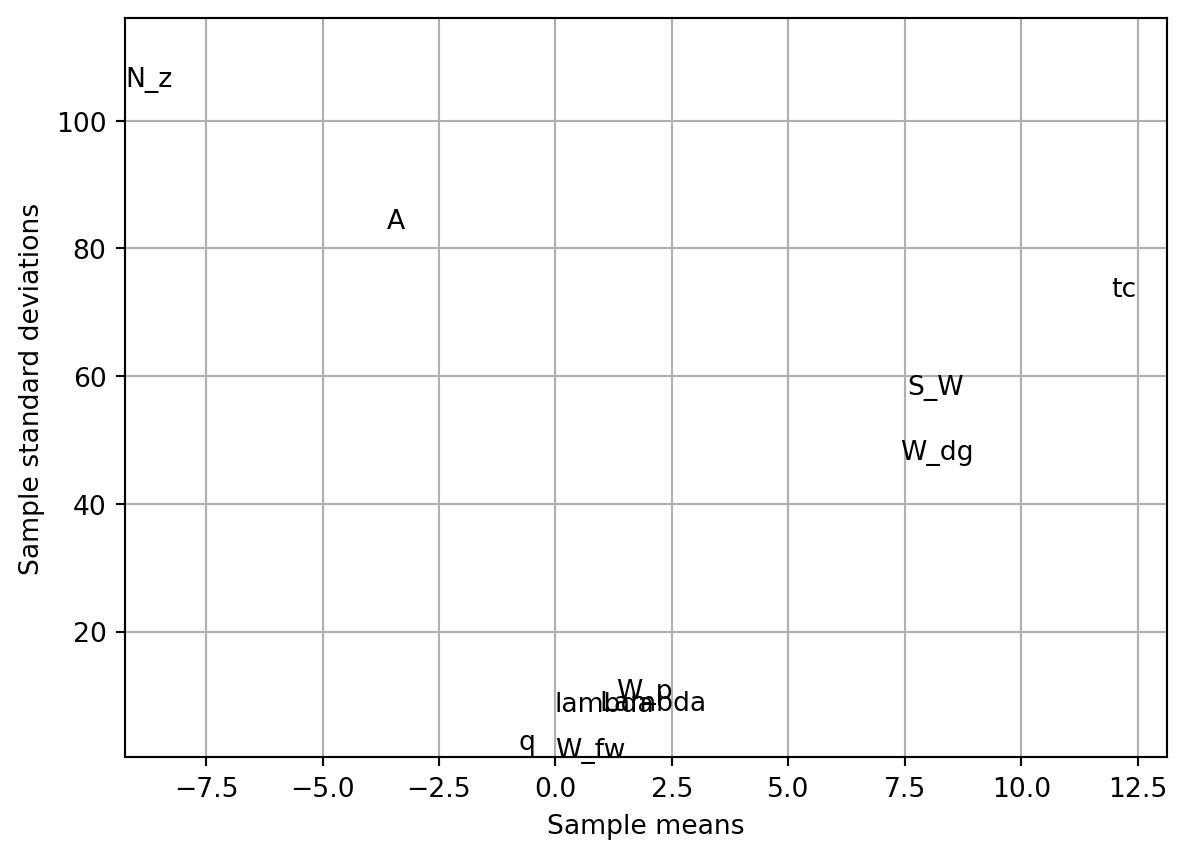 N_z
100
A
80
tc
60
S_W
W_dg
40
20
W_p
lambda
Lambda
q
W_fw
−7.5 −5.0 −2.5 0.0 2.5 5.0 7.5 10.0 12.5
Sample means
Sample standard deviations